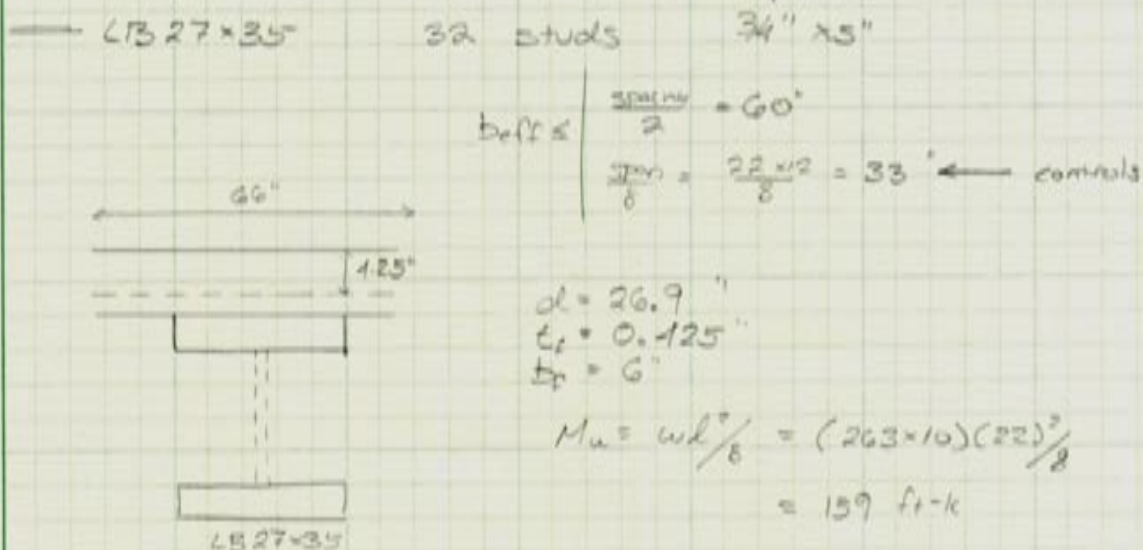 LB 27×35 32 studs 3/4" ×5"
beff ≤ spacing/2 = 60"
span/8 = 22×12/8 = 33" ← controls
66"
4.25"
d = 26.9"
tf = 0.425"
bf = 6"
Mu = wl²/8 = (263×10)(22)²/8
= 159 ft-k
LB 27×35